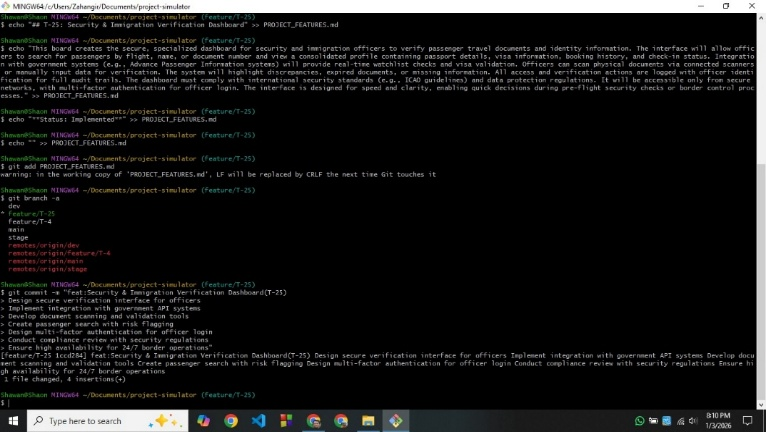 MINGW64:/c/Users/Zahangir/Documents/project-simulator
Shawan@Shaon MINGW64 ~/Documents/project-simulator (feature/T-25)
$ echo "## T-25: Security & Immigration Verification Dashboard" >> PROJECT_FEATURES.md
Shawan@Shaon MINGW64 ~/Documents/project-simulator (feature/T-25)
$ echo "This board creates the secure, specialized dashboard for security and immigration officers to verify passenger travel documents and identity information. The interface will allow offic
ers to search for passengers by flight, name, or document number and view a consolidated profile containing passport details, visa information, booking history, and check-in status. Integratio
n with government systems (e.g., Advance Passenger Information systems) will provide real-time watchlist checks and visa validation. Officers can scan physical documents via connected scanners
or manually input data for verification. The system will highlight discrepancies, expired documents, or missing information. All access and verification actions are logged with officer identi
fication for full audit trails. The dashboard must comply with international security standards (e.g., ICAO guidelines) and data protection regulations. It will be accessible only from secure
networks, with multi-factor authentication for officer login. The interface is designed for speed and clarity, enabling quick decisions during pre-flight security checks or border control proc
esses." >> PROJECT_FEATURES.md
Shawan@Shaon MINGW64 ~/Documents/project-simulator (feature/T-25)
$ echo "**Status: Implemented**" >> PROJECT_FEATURES.md
Shawan@Shaon MINGW64 ~/Documents/project-simulator (feature/T-25)
$ echo "" >> PROJECT_FEATURES.md
Shawan@Shaon MINGW64 ~/Documents/project-simulator (feature/T-25)
$ git add PROJECT_FEATURES.md
warning: in the working copy of 'PROJECT_FEATURES.md', LF will be replaced by CRLF the next time Git touches it
Shawan@Shaon MINGW64 ~/Documents/project-simulator (feature/T-25)
$ git branch -a
dev
* feature/T-25
feature/T-4
main
stage
remotes/origin/dev
remotes/origin/feature/T-4
remotes/origin/main
remotes/origin/stage
Shawan@Shaon MINGW64 ~/Documents/project-simulator (feature/T-25)
$ git commit -m "feat:Security & Immigration Verification Dashboard(T-25)
> Design secure verification interface for officers
> Implement integration with government API systems
> Develop document scanning and validation tools
> Create passenger search with risk flagging
> Design multi-factor authentication for officer login
> Conduct compliance review with security regulations
> Ensure high availability for 24/7 border operations"
[feature/T-25 1ccd284] feat:Security & Immigration Verification Dashboard(T-25) Design secure verification interface for officers Implement integration with government API systems Develop docu
ment scanning and validation tools Create passenger search with risk flagging Design multi-factor authentication for officer login Conduct compliance review with security regulations Ensure hi
gh availability for 24/7 border operations
1 file changed, 4 insertions(+)
Shawan@Shaon MINGW64 ~/Documents/project-simulator (feature/T-25)
$
Type here to search
8:10 PM
1/3/2026